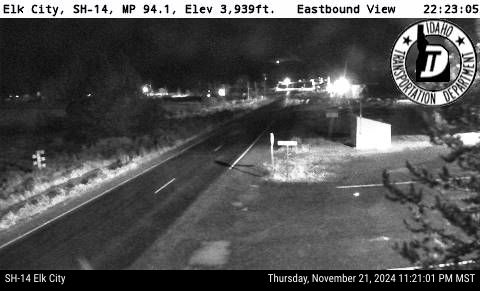 Elk City, SH-14, MP 94.1, Elev 3,939ft. Eastbound View 22:23:05
IDAHO
TRANSPORTATION DEPARTMENT
SH-14 Elk City Thursday, November 21, 2024 11:21:01 PM MST